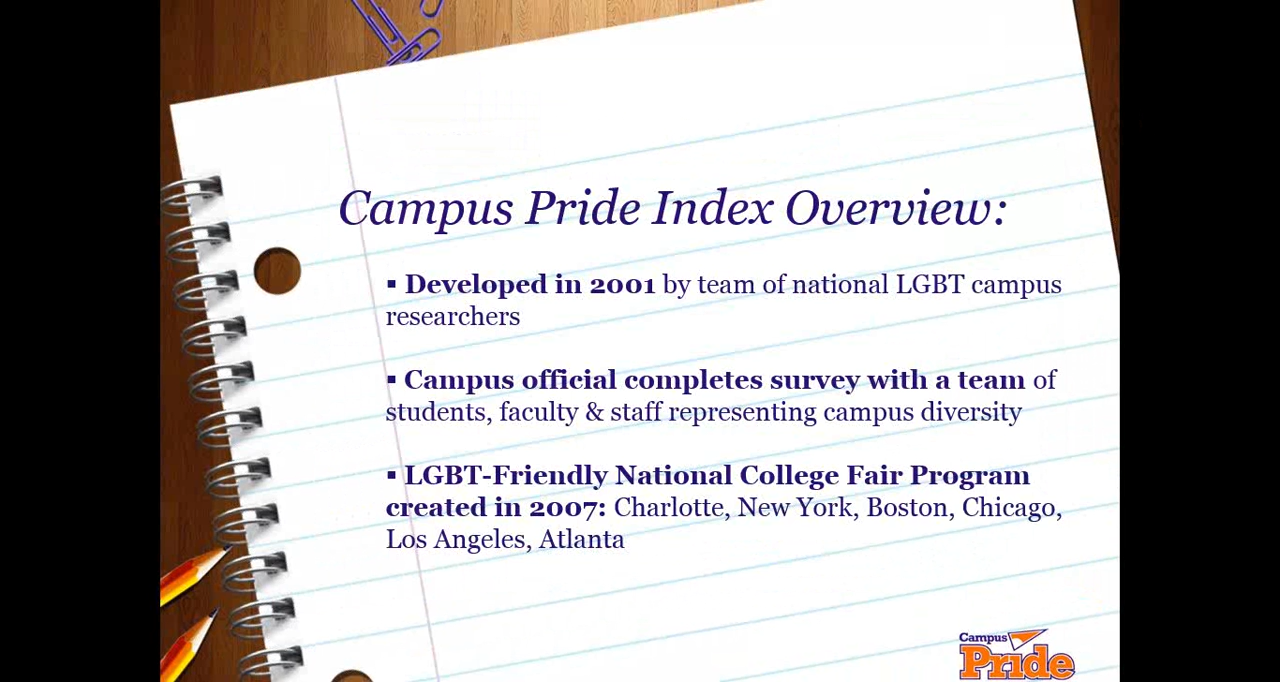 Campus Pride Index Overview:
▪ Developed in 2001 by team of national LGBT campus
researchers
▪ Campus official completes survey with a team of
students, faculty & staff representing campus diversity
▪ LGBT-Friendly National College Fair Program
created in 2007: Charlotte, New York, Boston, Chicago,
Los Angeles, Atlanta
Campus
Pride